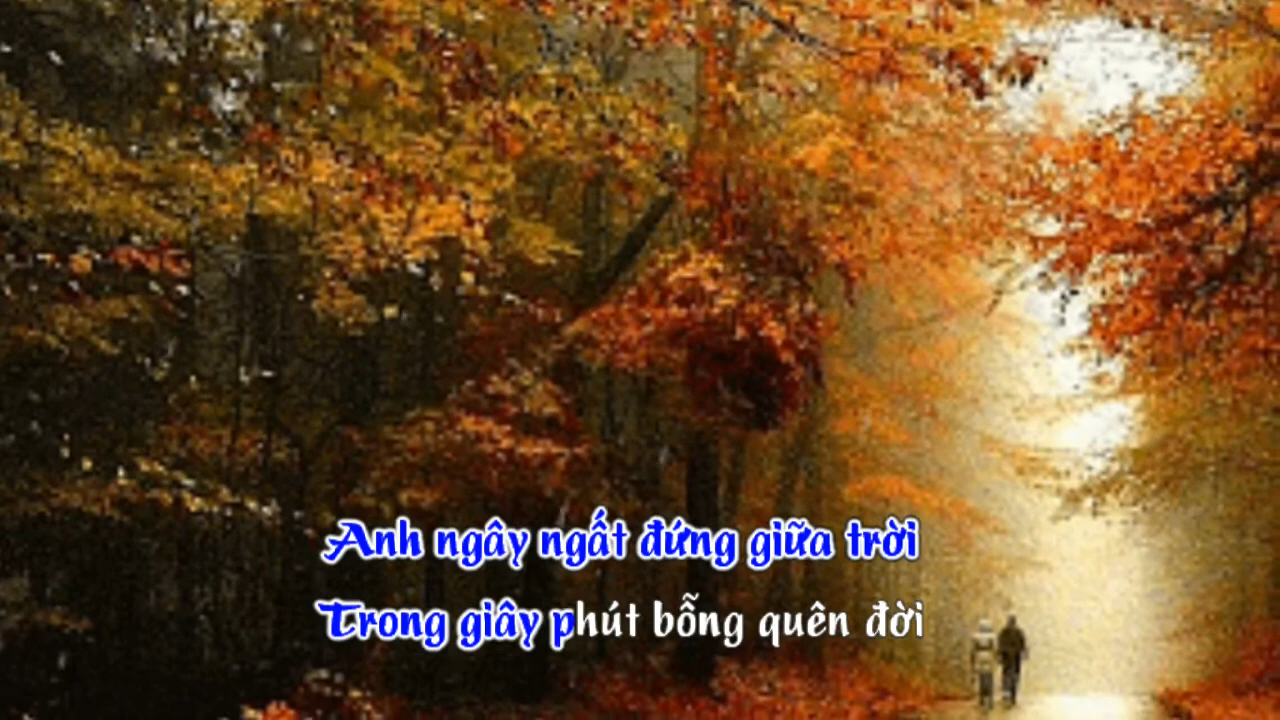 Anh ngây ngất đứng giữa trời
Trong giây phút bỗng quên đời